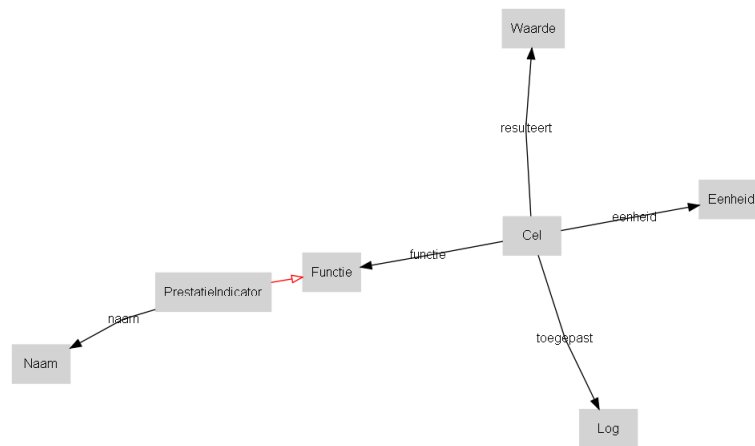 Waarde
resulteert
Eenheid
eenheid
Cel
functie
Functie
PrestatieIndicator
naam
toegepast
Naam
Log